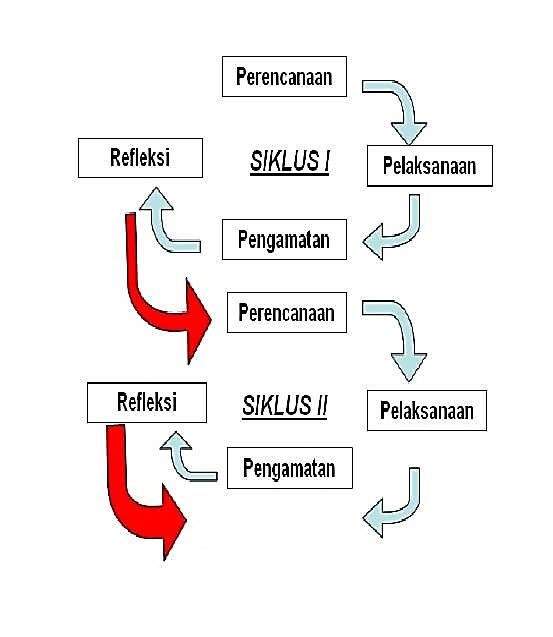 Perencanaan
Refleksi
SIKLUS I
Pelaksanaan
Pengamatan
Perencanaan
Refleksi
SIKLUS II
Pelaksanaan
Pengamatan